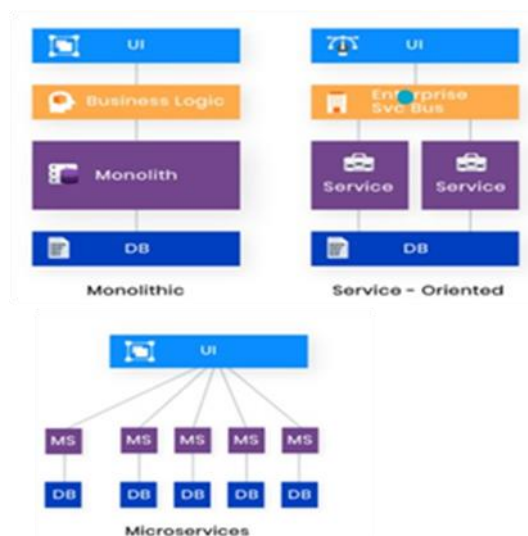 UI
Business Logic
Monolith
DB
Monolithic
UI
Enterprise
Svc Bus
Service
Service
DB
Service - Oriented
UI
MS
MS
MS
MS
MS
DB
DB
DB
DB
DB
Microservices